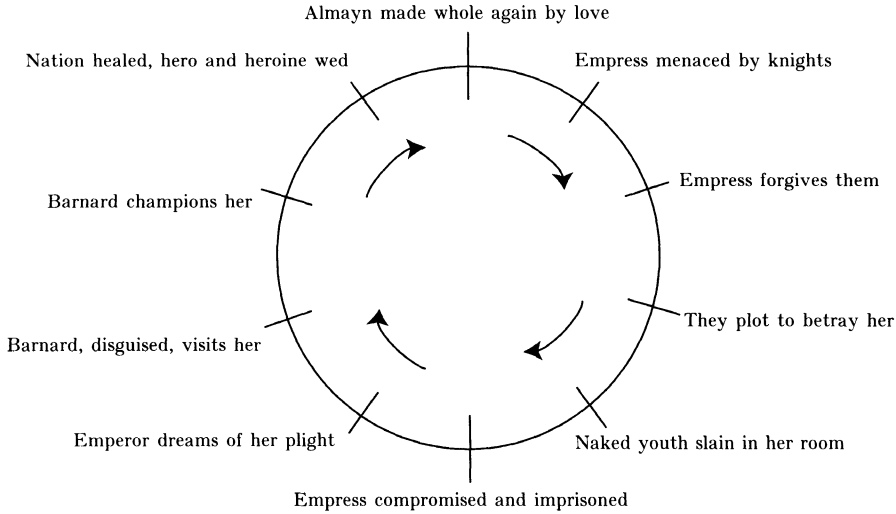 Almayn made whole again by love
Nation healed, hero and heroine wed
Empress menaced by knights
Empress forgives them
Barnard champions her
They plot to betray her
Barnard, disguised, visits her
Emperor dreams of her plight
Naked youth slain in her room
Empress compromised and imprisoned